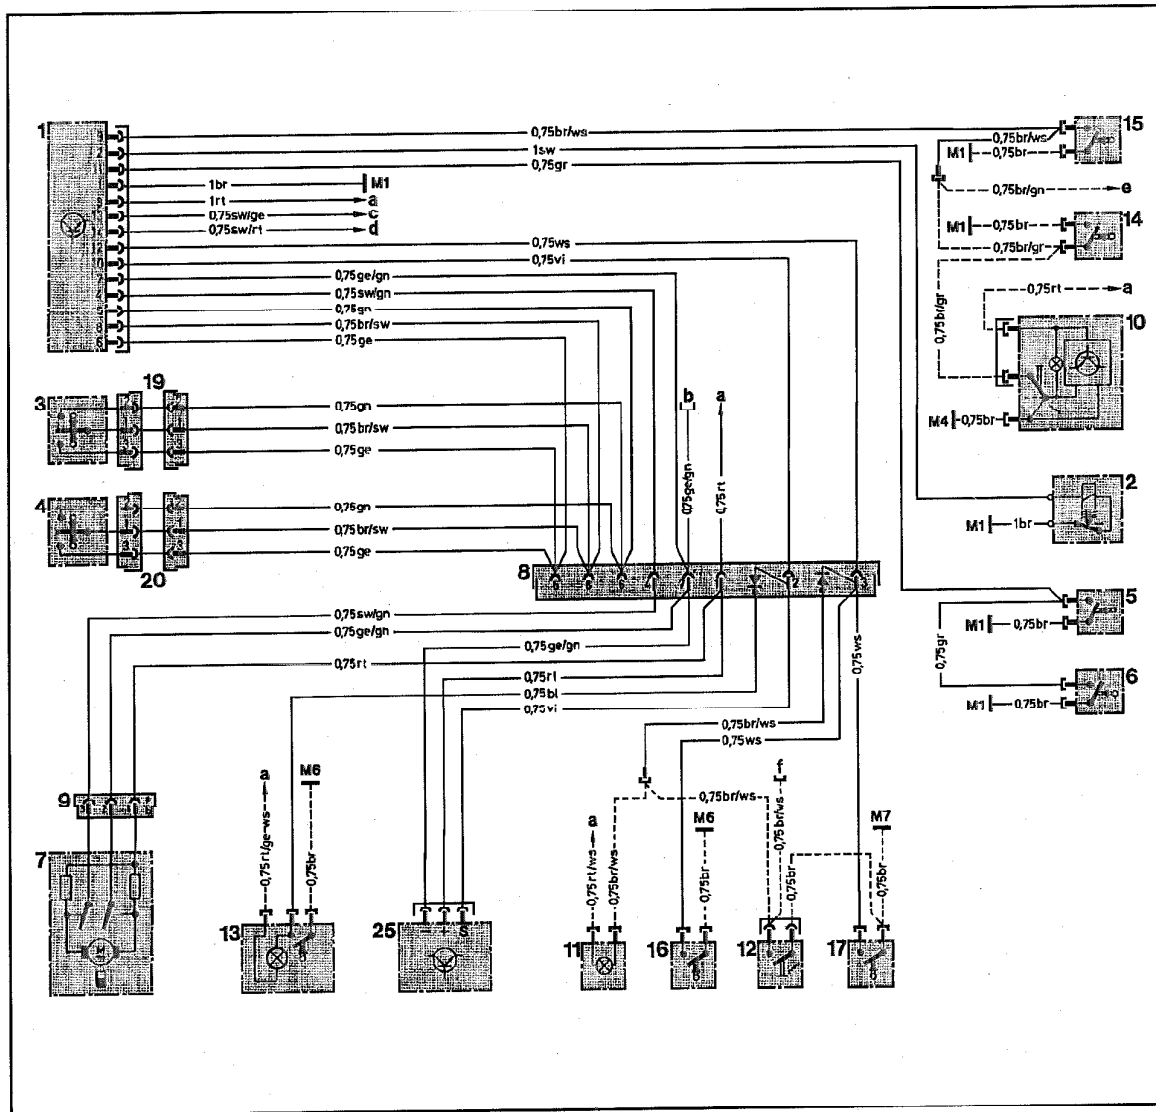 1
0,75br/ws
15
0,75br/ws
1sw
M1 0,75br
0,75gr
1br M1
0,75br/gn e
1rt a
0,75sw/ge c
M1 0,75br 14
0,75sw/rt d
0,75ws
0,75br/gr
0,75vi
0,75ge/gn
0,75rt a
0,75sw/gn
0,75gn
0,75br/gr
10
0,75br/sw
0,75ge
3
19
0,75gn
b a
0,75br/sw
M4 0,75br
0,75ge
0,75ge/gn
0,75rt
2
4
0,75gn
0,75br/sw
M1 1br
0,75ge
20
8
5
0,75sw/gn
M1 0,75br
0,75ge/gn
0,75ge/gn
0,75ws
0,75gr
0,75rt
0,75rt
6
0,75bl
0,75vi
M1 0,75br
0,75br/ws
0,75ws
a M6
f
9
0,75br/ws
a
M6
M7
0,75rt/ge-ws
0,75br
0,75rt/ws
0,75br/ws
0,75br
0,75br/ws
0,75br
0,75br
7
13
25
− + S
11
16
12
17